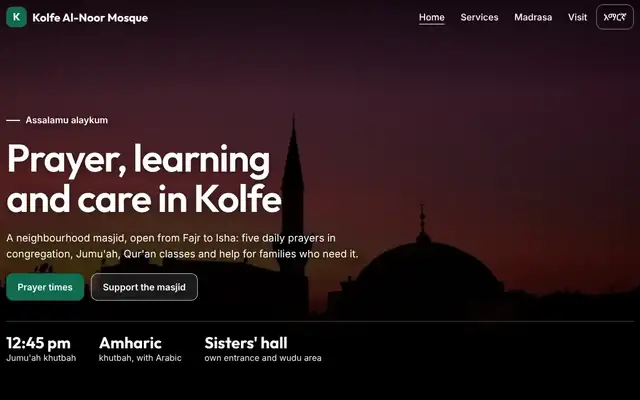 K
Kolfe Al-Noor Mosque
Home
Services
Madrasa
Visit
አማርኛ
Assalamu alaykum
Prayer, learning
and care in Kolfe
A neighbourhood masjid, open from Fajr to Isha: five daily prayers in
congregation, Jumu'ah, Qur'an classes and help for families who need it.
Prayer times
Support the masjid
12:45 pm
Jumu'ah khutbah
Amharic
khutbah, with Arabic
Sisters' hall
own entrance and wudu area